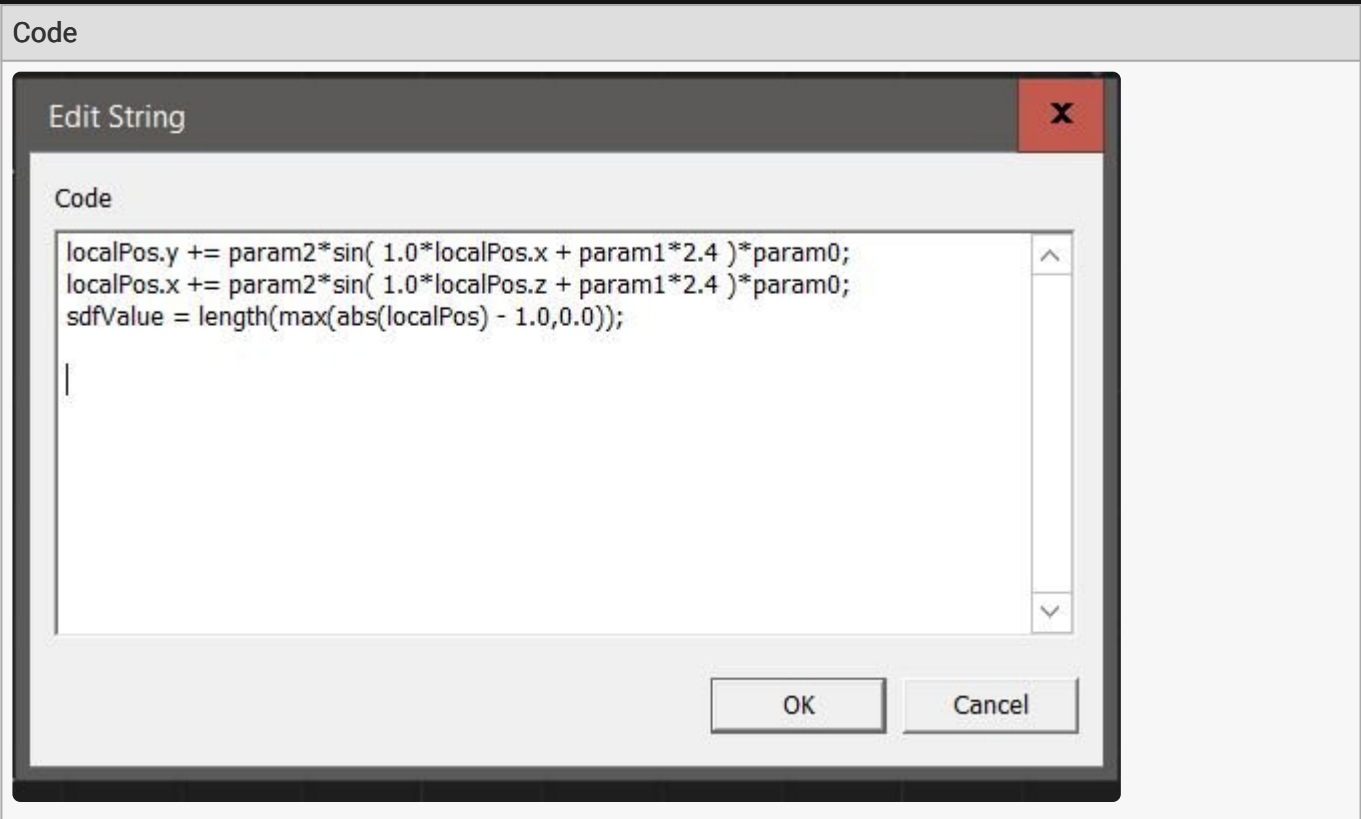 Code
Edit String
x
Code
localPos.y += param2*sin( 1.0*localPos.x + param1*2.4 )*param0;
localPos.x += param2*sin( 1.0*localPos.z + param1*2.4 )*param0;
sdfValue = length(max(abs(localPos) - 1.0,0.0));
OK Cancel